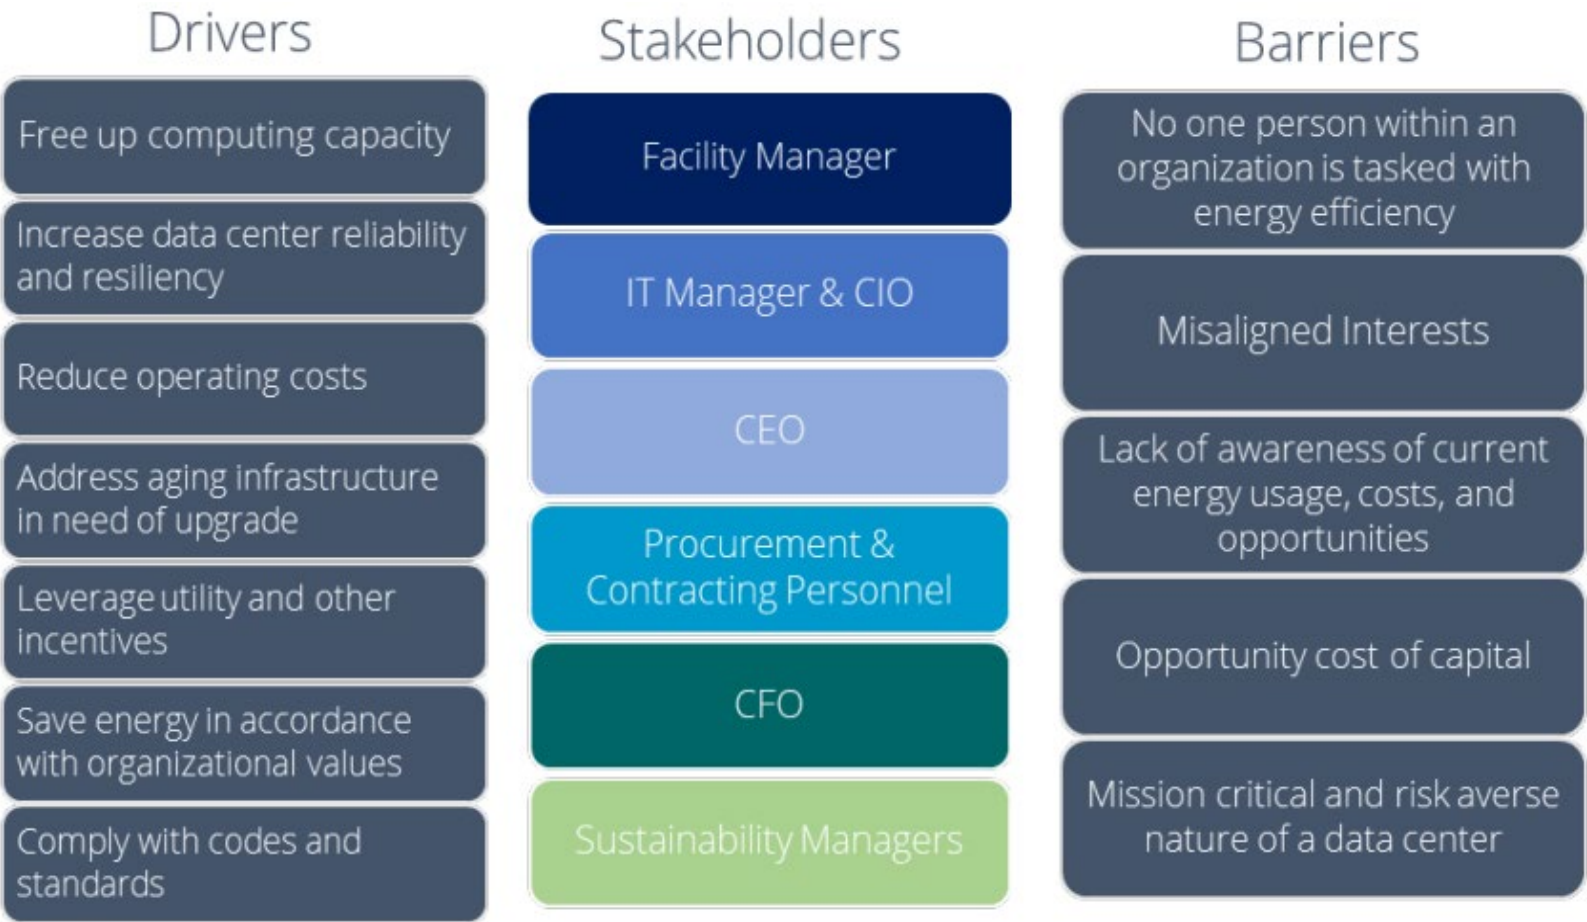 Drivers
Free up computing capacity
Increase data center reliability
and resiliency
Reduce operating costs
Address aging infrastructure
in need of upgrade
Leverage utility and other
incentives
Save energy in accordance
with organizational values
Comply with codes and
standards
Stakeholders
Facility Manager
IT Manager & CIO
CEO
Procurement &
Contracting Personnel
CFO
Sustainability Managers
Barriers
No one person within an
organization is tasked with
energy efficiency
Misaligned Interests
Lack of awareness of current
energy usage, costs, and
opportunities
Opportunity cost of capital
Mission critical and risk averse
nature of a data center